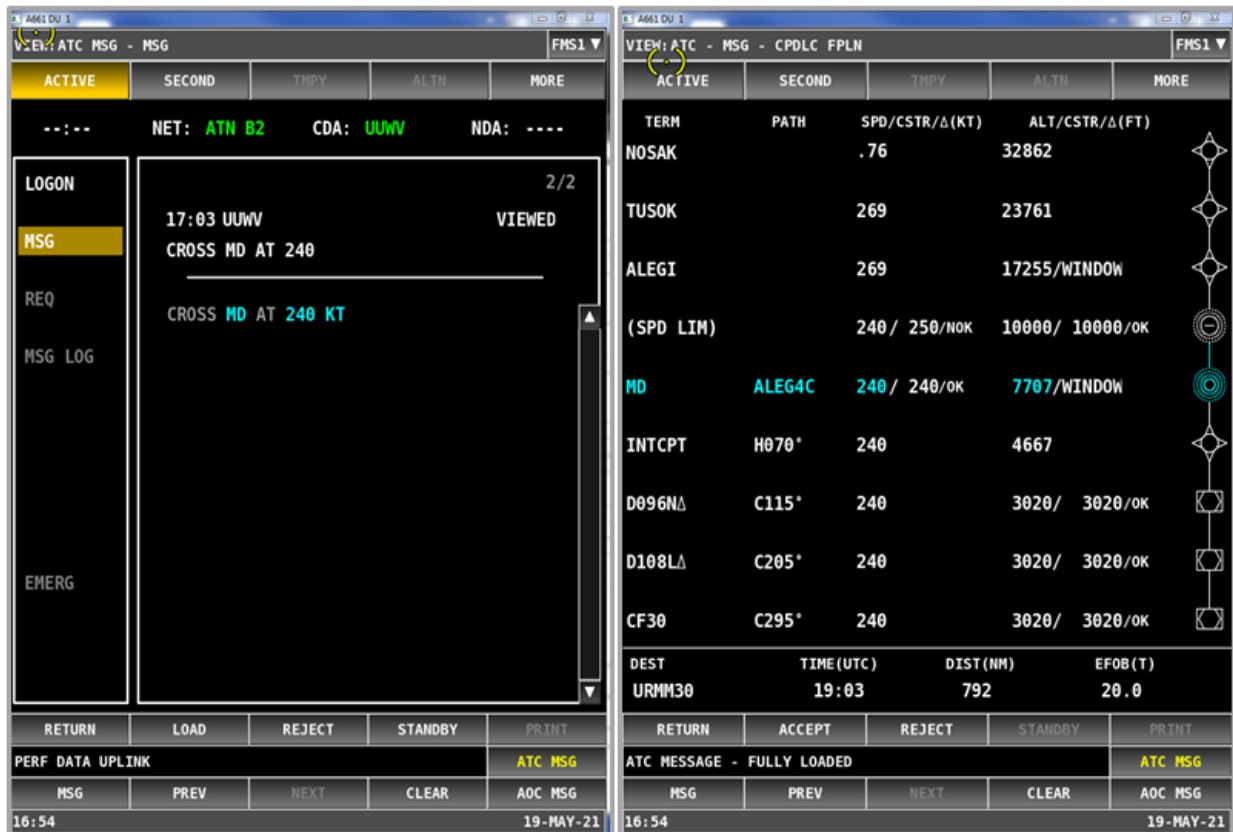 A661 DU 1
VIEW: ATC MSG - MSG FMS1 ▼
ACTIVE SECOND TMPY ALTN MORE
--:-- NET: ATN B2 CDA: UUWV NDA: ----
LOGON
MSG
REQ
MSG LOG
EMERG
2/2
17:03 UUWV VIEWED
CROSS MD AT 240
CROSS MD AT 240 KT
RETURN LOAD REJECT STANDBY PRINT
PERF DATA UPLINK ATC MSG
MSG PREV NEXT CLEAR AOC MSG
16:54 19-MAY-21
A661 DU 1
VIEW: ATC - MSG - CPDLC FPLN FMS1 ▼
ACTIVE SECOND TMPY ALTN MORE
TERM PATH SPD/CSTR/Δ(KT) ALT/CSTR/Δ(FT)
NOSAK .76 32862
TUSOK 269 23761
ALEGI 269 17255/WINDOW
(SPD LIM) 240/ 250/NOK 10000/ 10000/OK
MD ALEG4C 240/ 240/OK 7707/WINDOW
INTCPT H070° 240 4667
D096NΔ C115° 240 3020/ 3020/OK
D108LΔ C205° 240 3020/ 3020/OK
CF30 C295° 240 3020/ 3020/OK
DEST TIME(UTC) DIST(NM) EFOB(T)
URMM30 19:03 792 20.0
RETURN ACCEPT REJECT STANDBY PRINT
ATC MESSAGE - FULLY LOADED ATC MSG
MSG PREV NEXT CLEAR AOC MSG
16:54 19-MAY-21